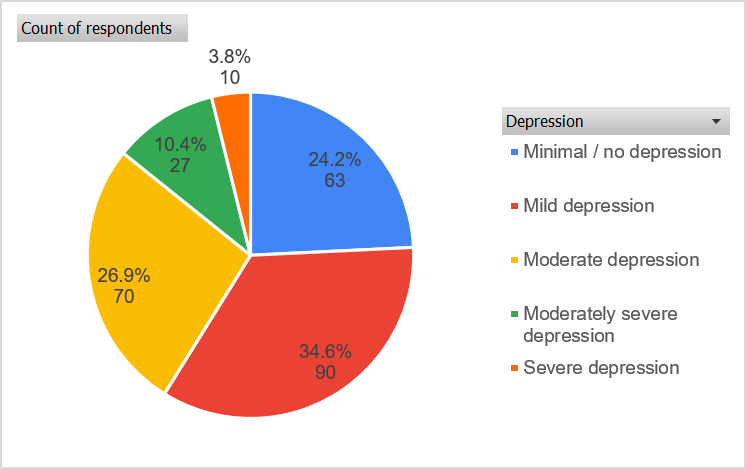 Count of respondents
3.8%
10
10.4%
27
24.2%
63
26.9%
70
34.6%
90
Depression
Minimal / no depression
Mild depression
Moderate depression
Moderately severe
depression
Severe depression